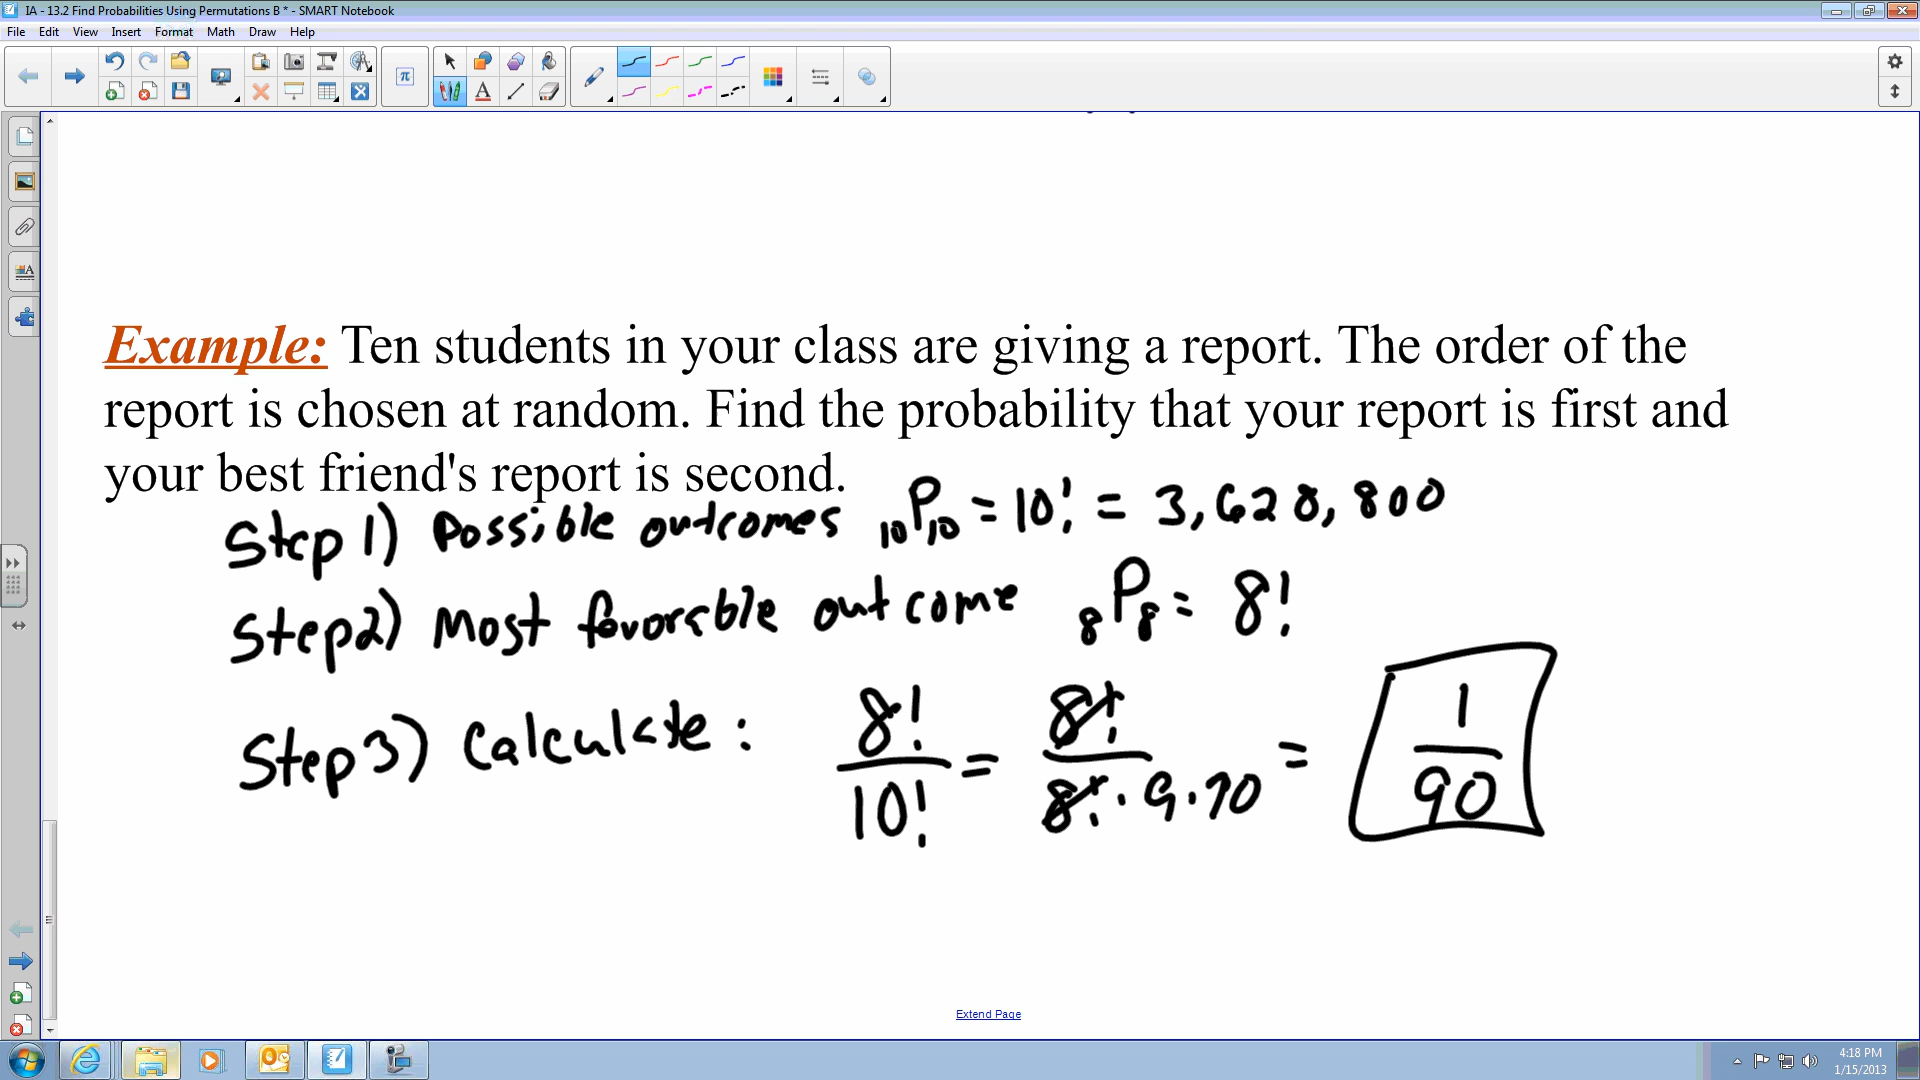 IA - 13.2 Find Probabilities Using Permutations B * - SMART Notebook
File Edit View Insert Format Math Draw Help
π
A
Example: Ten students in your class are giving a report. The order of the
report is chosen at random. Find the probability that your report is first and
your best friend's report is second.
Step 1) Possible outcomes 10P10 = 10! = 3,628,800
Step2) Most favorable outcome 8P8 = 8!
Step3) Calculate: 8!/10! = 8!/8!·9·10 = 1/90
Extend Page
4:18 PM
1/15/2013